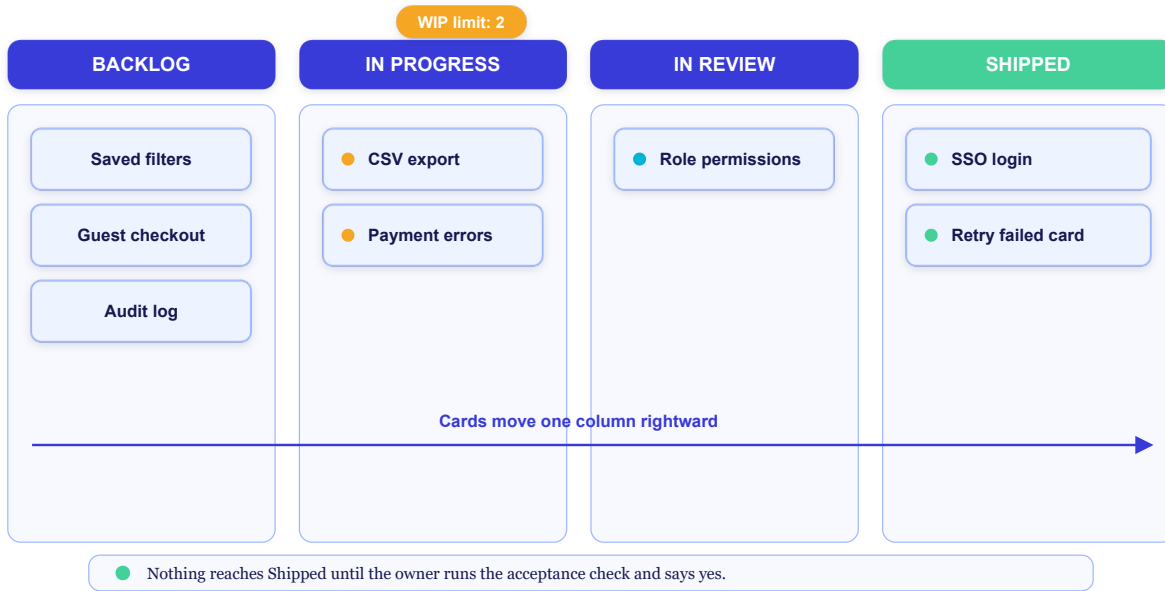 WIP limit: 2
BACKLOG
IN PROGRESS
IN REVIEW
SHIPPED
Saved filters
Guest checkout
Audit log
CSV export
Payment errors
Role permissions
SSO login
Retry failed card
Cards move one column rightward
Nothing reaches Shipped until the owner runs the acceptance check and says yes.